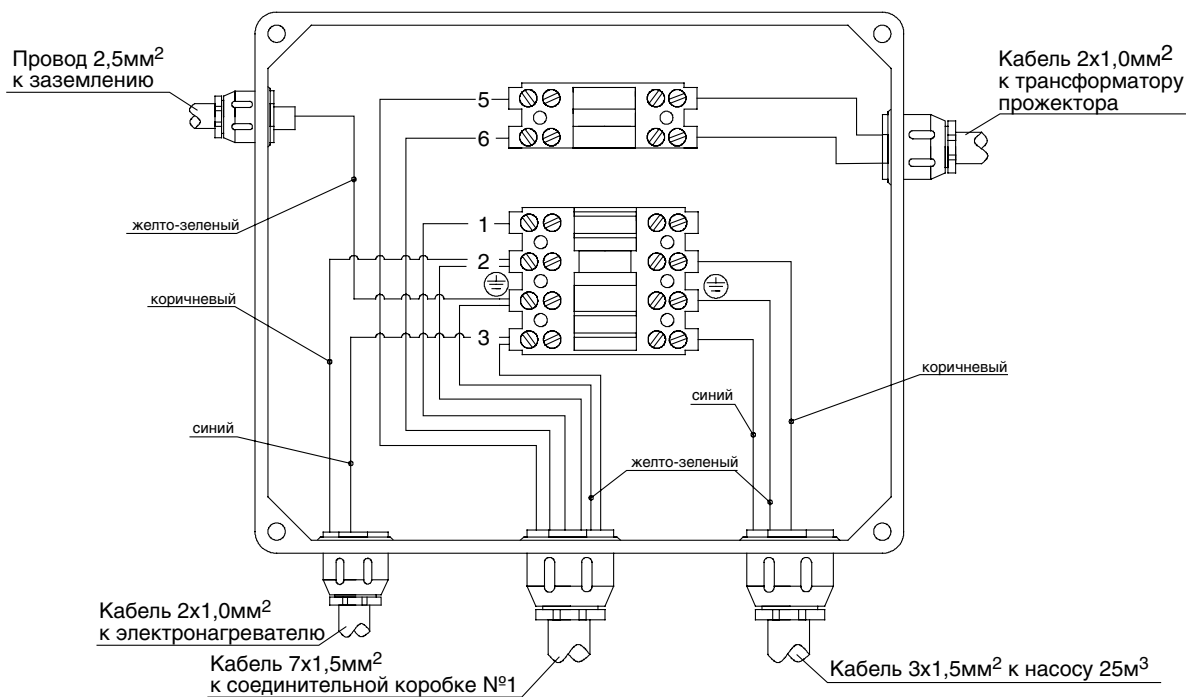 Провод 2,5мм²
к заземлению
Кабель 2х1,0мм²
к трансформатору
прожектора
5
6
желто-зеленый
1
2
коричневый
3
коричневый
синий
синий
желто-зеленый
Кабель 2х1,0мм²
к электронагревателю
Кабель 7х1,5мм²
к соединительной коробке №1
Кабель 3х1,5мм² к насосу 25м³